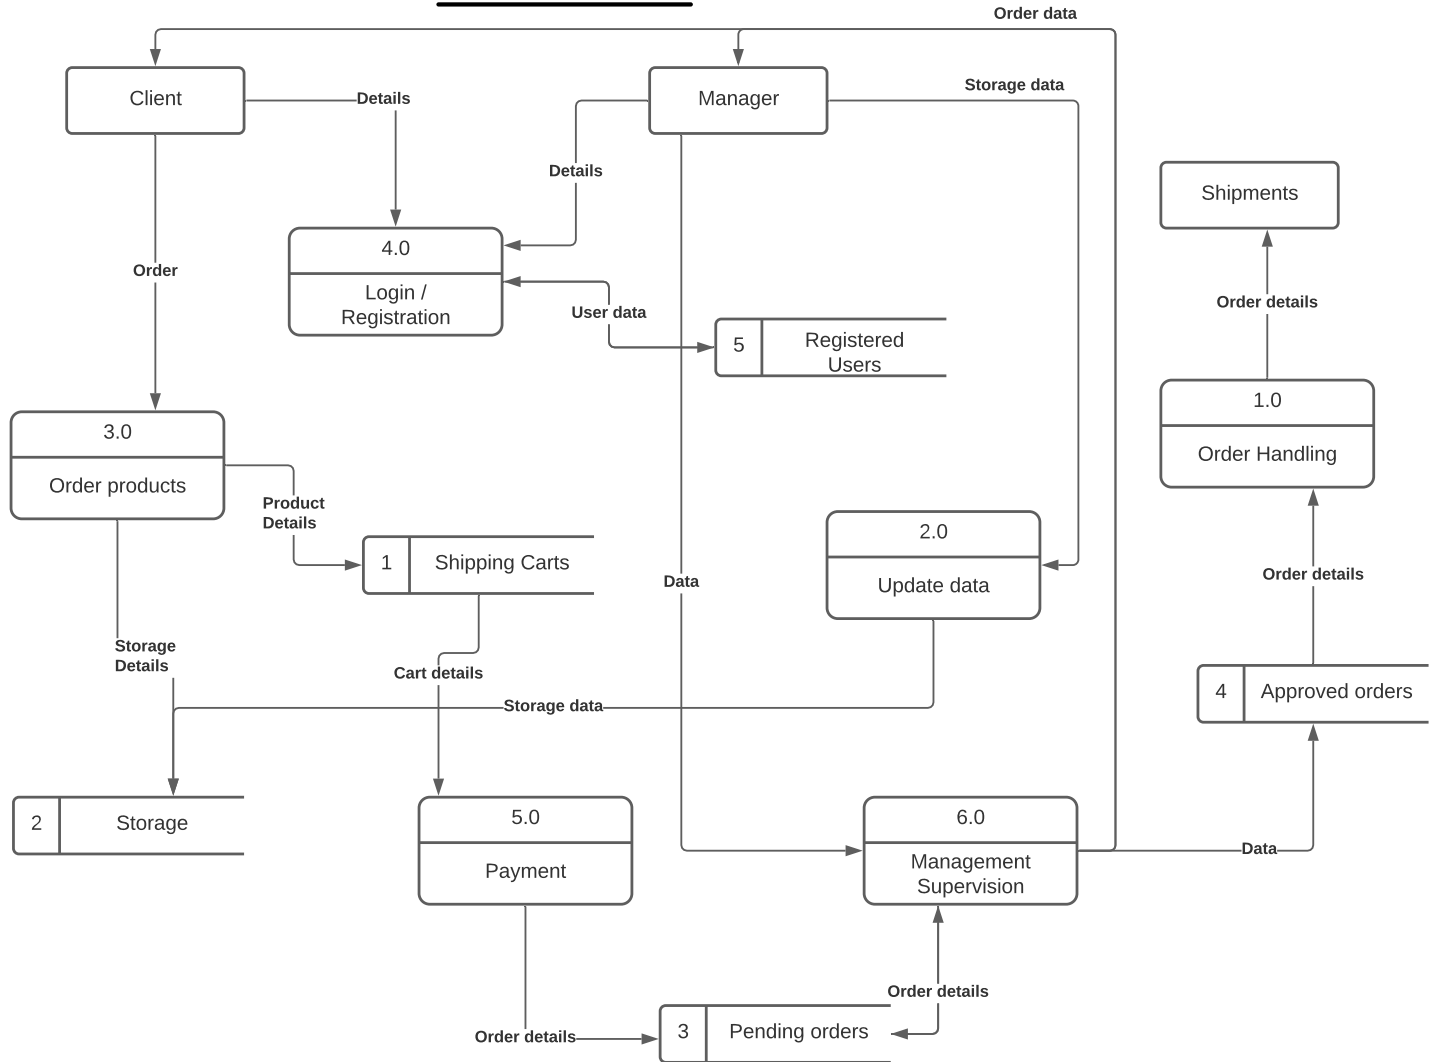 Order data
Storage data
Client
Details
Manager
Details
Shipments
Order
4.0
Login /
Registration
User data
Order details
5
Registered
Users
3.0
Order products
1.0
Order Handling
Product
Details
1
Shipping Carts
2.0
Update data
Data
Order details
Storage
Details
Cart details
Storage data
4
Approved orders
2
Storage
5.0
Payment
6.0
Management
Supervision
Data
Order details
Order details
3
Pending orders